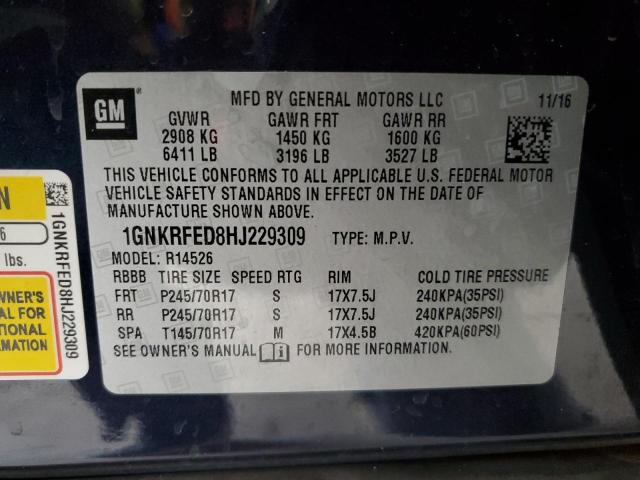 GM
MFD BY GENERAL MOTORS LLC 11/16
GVWR GAWR FRT GAWR RR
2908 KG 1450 KG 1600 KG
6411 LB 3196 LB 3527 LB
THIS VEHICLE CONFORMS TO ALL APPLICABLE U.S. FEDERAL MOTOR
VEHICLE SAFETY STANDARDS IN EFFECT ON THE DATE OF
MANUFACTURE SHOWN ABOVE.
1GNKRFED8HJ229309 TYPE: M.P.V.
MODEL: R14526
RBBB TIRE SIZE SPEED RTG RIM COLD TIRE PRESSURE
FRT P245/70R17 S 17X7.5J 240KPA(35PSI)
RR P245/70R17 S 17X7.5J 240KPA(35PSI)
SPA T145/70R17 M 17X4.5B 420KPA(60PSI)
SEE OWNER'S MANUAL FOR MORE INFORMATION.
N
6
lbs.
OWNER'S
AL FOR
TIONAL
RMATION
1GNKRFED8HJ229309